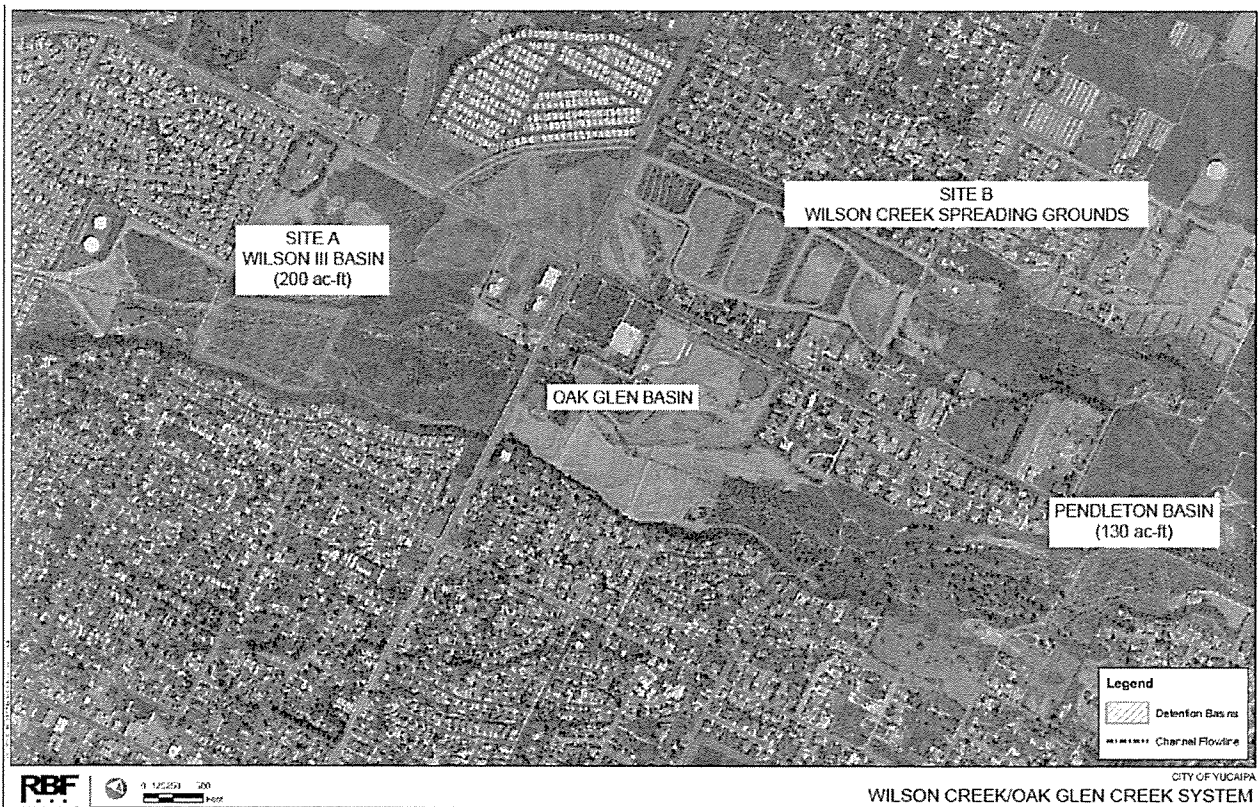 SITE A
WILSON III BASIN
(200 ac-ft)
SITE B
WILSON CREEK SPREADING GROUNDS
OAK GLEN BASIN
PENDLETON BASIN
(130 ac-ft)
Legend
Detention Basins
Channel Flowline
RBF
Feet
CITY OF YUCAIPA
WILSON CREEK/OAK GLEN CREEK SYSTEM